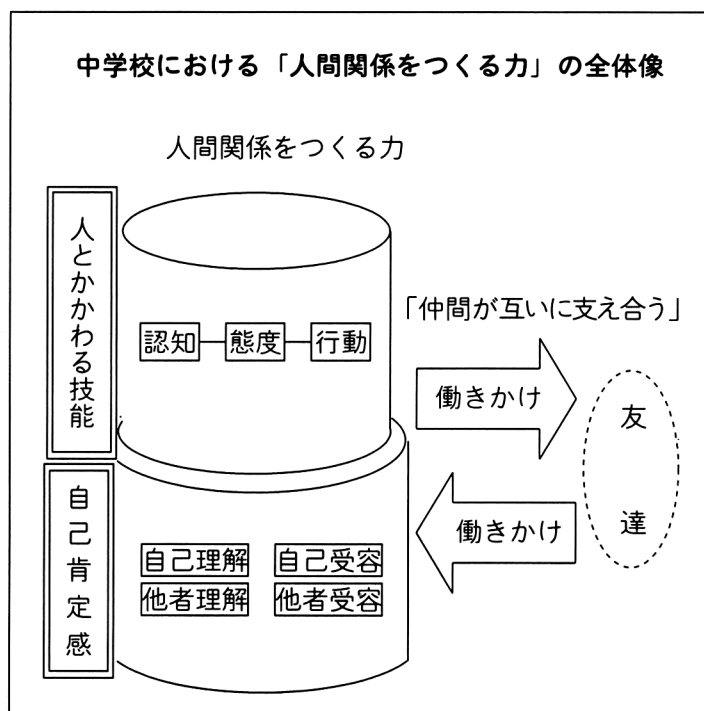 中学校における「人間関係をつくる力」の全体像
人間関係をつくる力
人とかかわる技能
認知
態度
行動
「仲間が互いに支え合う」
働きかけ
友達
働きかけ
自己肯定感
自己理解
自己受容
他者理解
他者受容